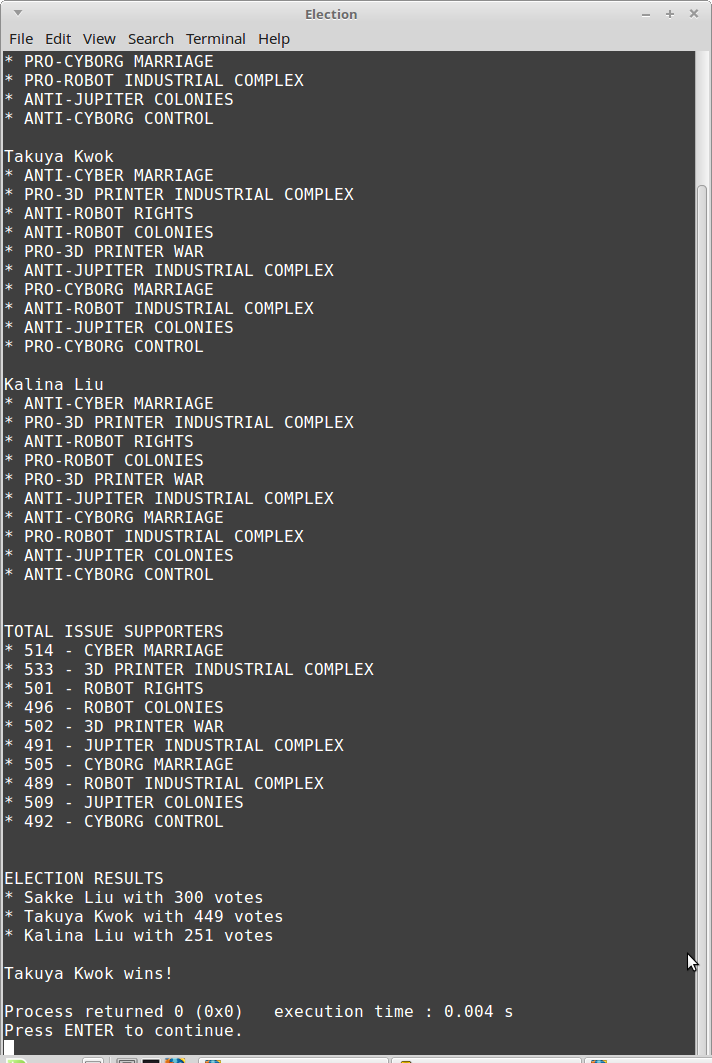 Election
File Edit View Search Terminal Help
* PRO-CYBORG MARRIAGE
* PRO-ROBOT INDUSTRIAL COMPLEX
* ANTI-JUPITER COLONIES
* ANTI-CYBORG CONTROL
Takuya Kwok
* ANTI-CYBER MARRIAGE
* PRO-3D PRINTER INDUSTRIAL COMPLEX
* ANTI-ROBOT RIGHTS
* ANTI-ROBOT COLONIES
* PRO-3D PRINTER WAR
* ANTI-JUPITER INDUSTRIAL COMPLEX
* PRO-CYBORG MARRIAGE
* ANTI-ROBOT INDUSTRIAL COMPLEX
* ANTI-JUPITER COLONIES
* PRO-CYBORG CONTROL
Kalina Liu
* ANTI-CYBER MARRIAGE
* PRO-3D PRINTER INDUSTRIAL COMPLEX
* ANTI-ROBOT RIGHTS
* PRO-ROBOT COLONIES
* PRO-3D PRINTER WAR
* ANTI-JUPITER INDUSTRIAL COMPLEX
* ANTI-CYBORG MARRIAGE
* PRO-ROBOT INDUSTRIAL COMPLEX
* ANTI-JUPITER COLONIES
* ANTI-CYBORG CONTROL
TOTAL ISSUE SUPPORTERS
* 514 - CYBER MARRIAGE
* 533 - 3D PRINTER INDUSTRIAL COMPLEX
* 501 - ROBOT RIGHTS
* 496 - ROBOT COLONIES
* 502 - 3D PRINTER WAR
* 491 - JUPITER INDUSTRIAL COMPLEX
* 505 - CYBORG MARRIAGE
* 489 - ROBOT INDUSTRIAL COMPLEX
* 509 - JUPITER COLONIES
* 492 - CYBORG CONTROL
ELECTION RESULTS
* Sakke Liu with 300 votes
* Takuya Kwok with 449 votes
* Kalina Liu with 251 votes
Takuya Kwok wins!
Process returned 0 (0x0)   execution time : 0.004 s
Press ENTER to continue.